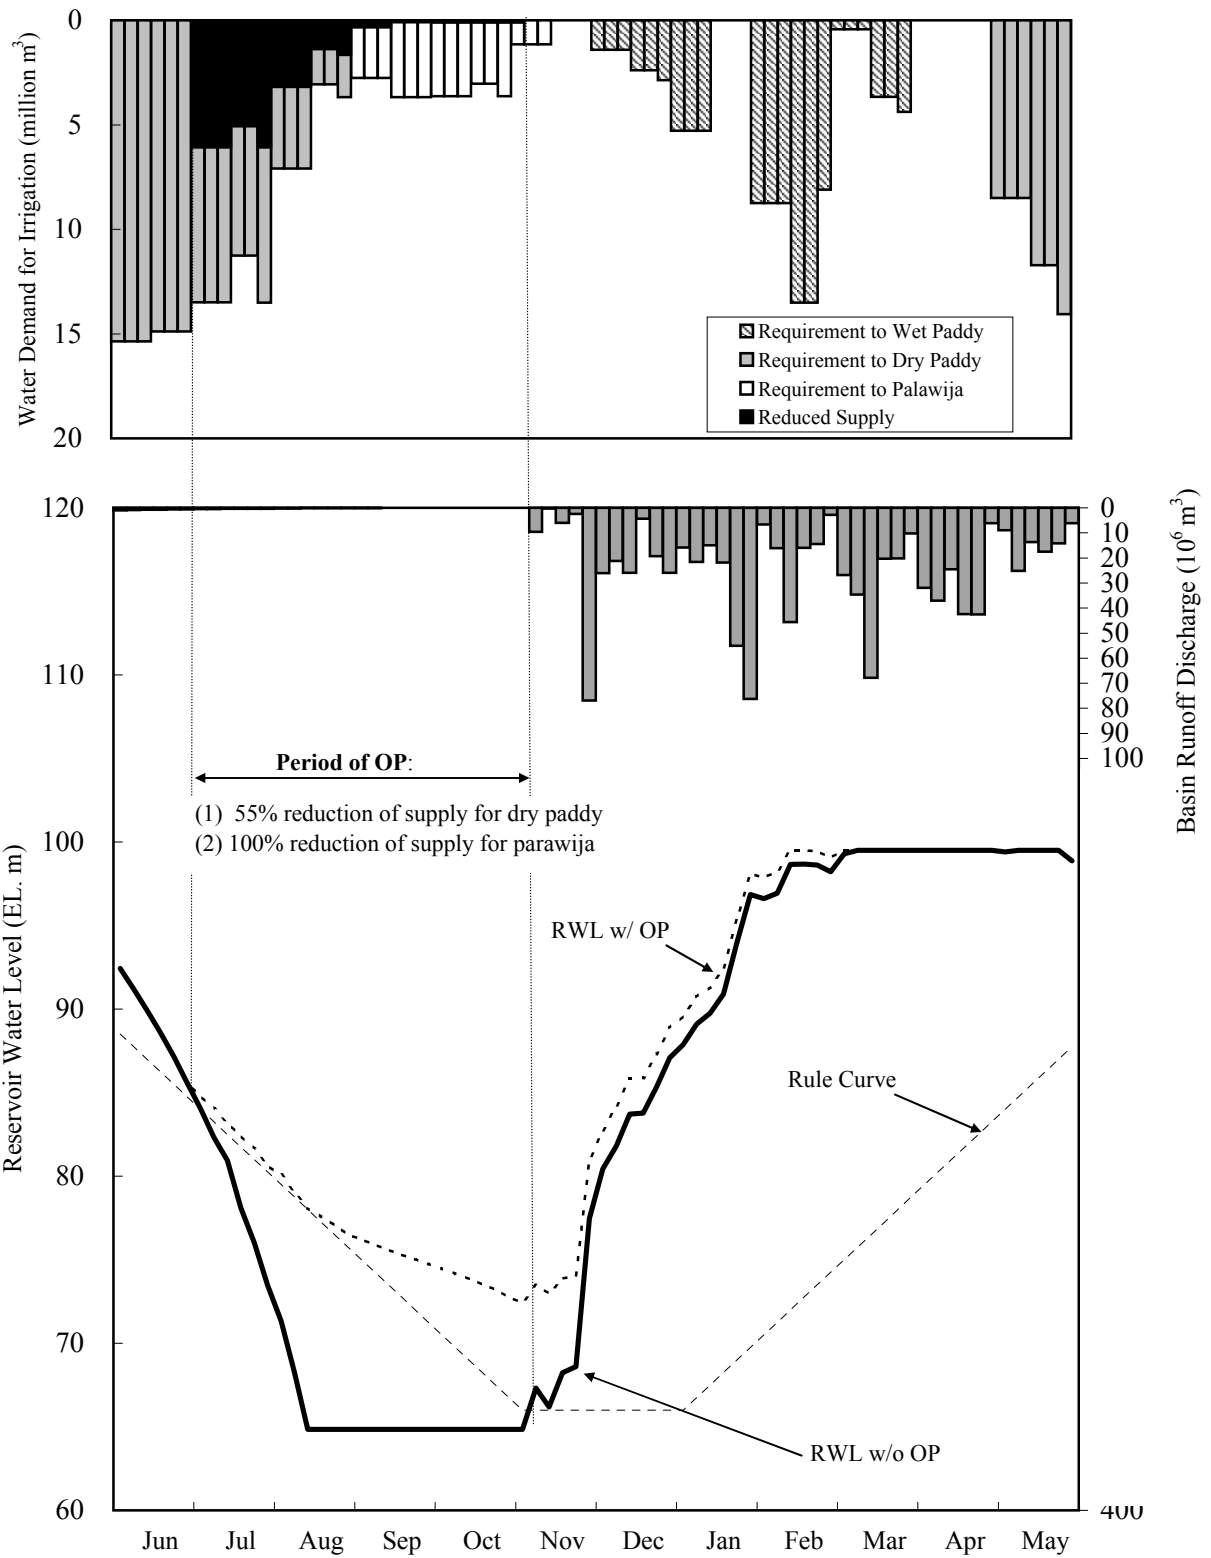 Water Demand for Irrigation (million m³)
0
5
10
15
20
Requirement to Wet Paddy
Requirement to Dry Paddy
Requirement to Palawija
Reduced Supply
Reservoir Water Level (EL. m)
120
110
100
90
80
70
60
Basin Runoff Discharge (10⁶ m³)
0
10
20
30
40
50
60
70
80
90
100
400
Period of OP:
(1) 55% reduction of supply for dry paddy
(2) 100% reduction of supply for parawija
RWL w/ OP
Rule Curve
RWL w/o OP
Jun Jul Aug Sep Oct Nov Dec Jan Feb Mar Apr May